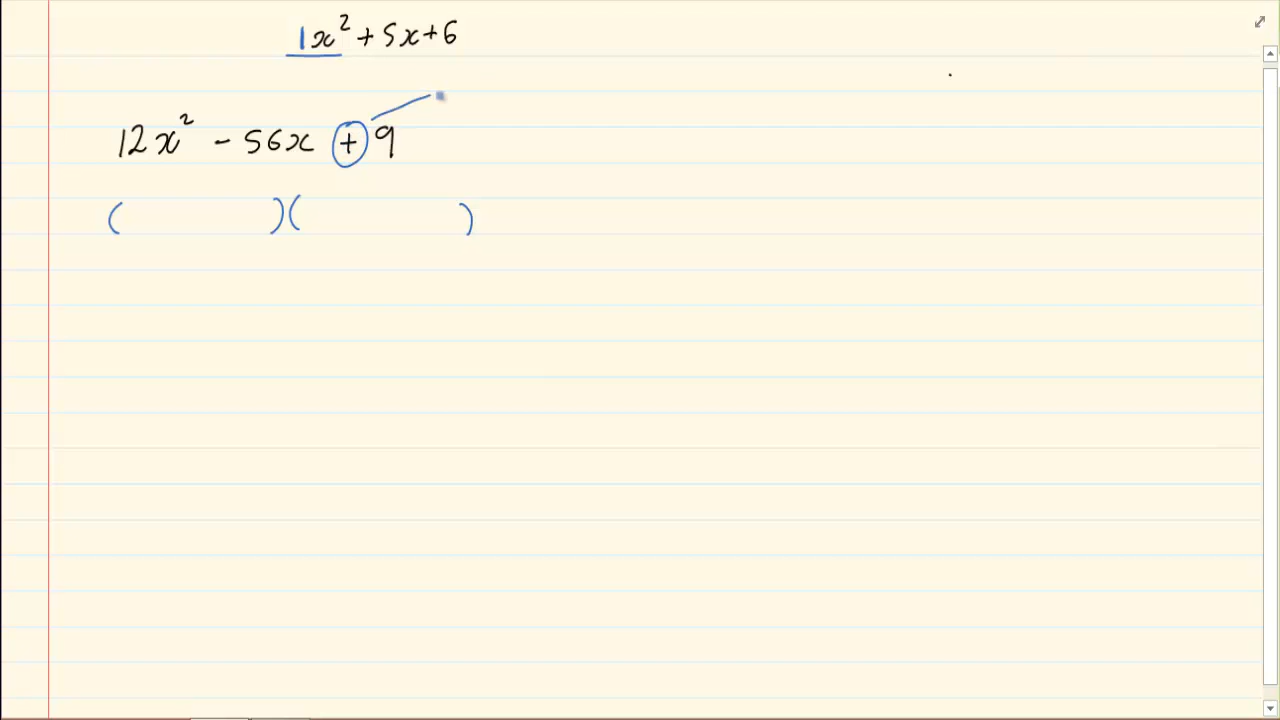 1x² + 5x + 6
12x² - 56x + 9
( )( )